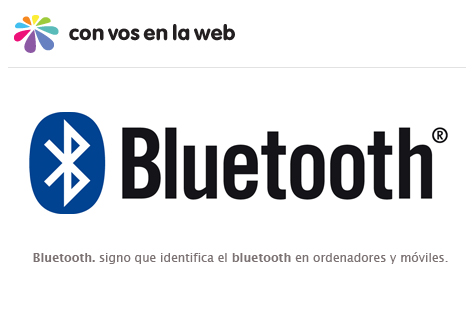 con vos en la web
Bluetooth®
Bluetooth. signo que identifica el bluetooth en ordenadores y móviles.